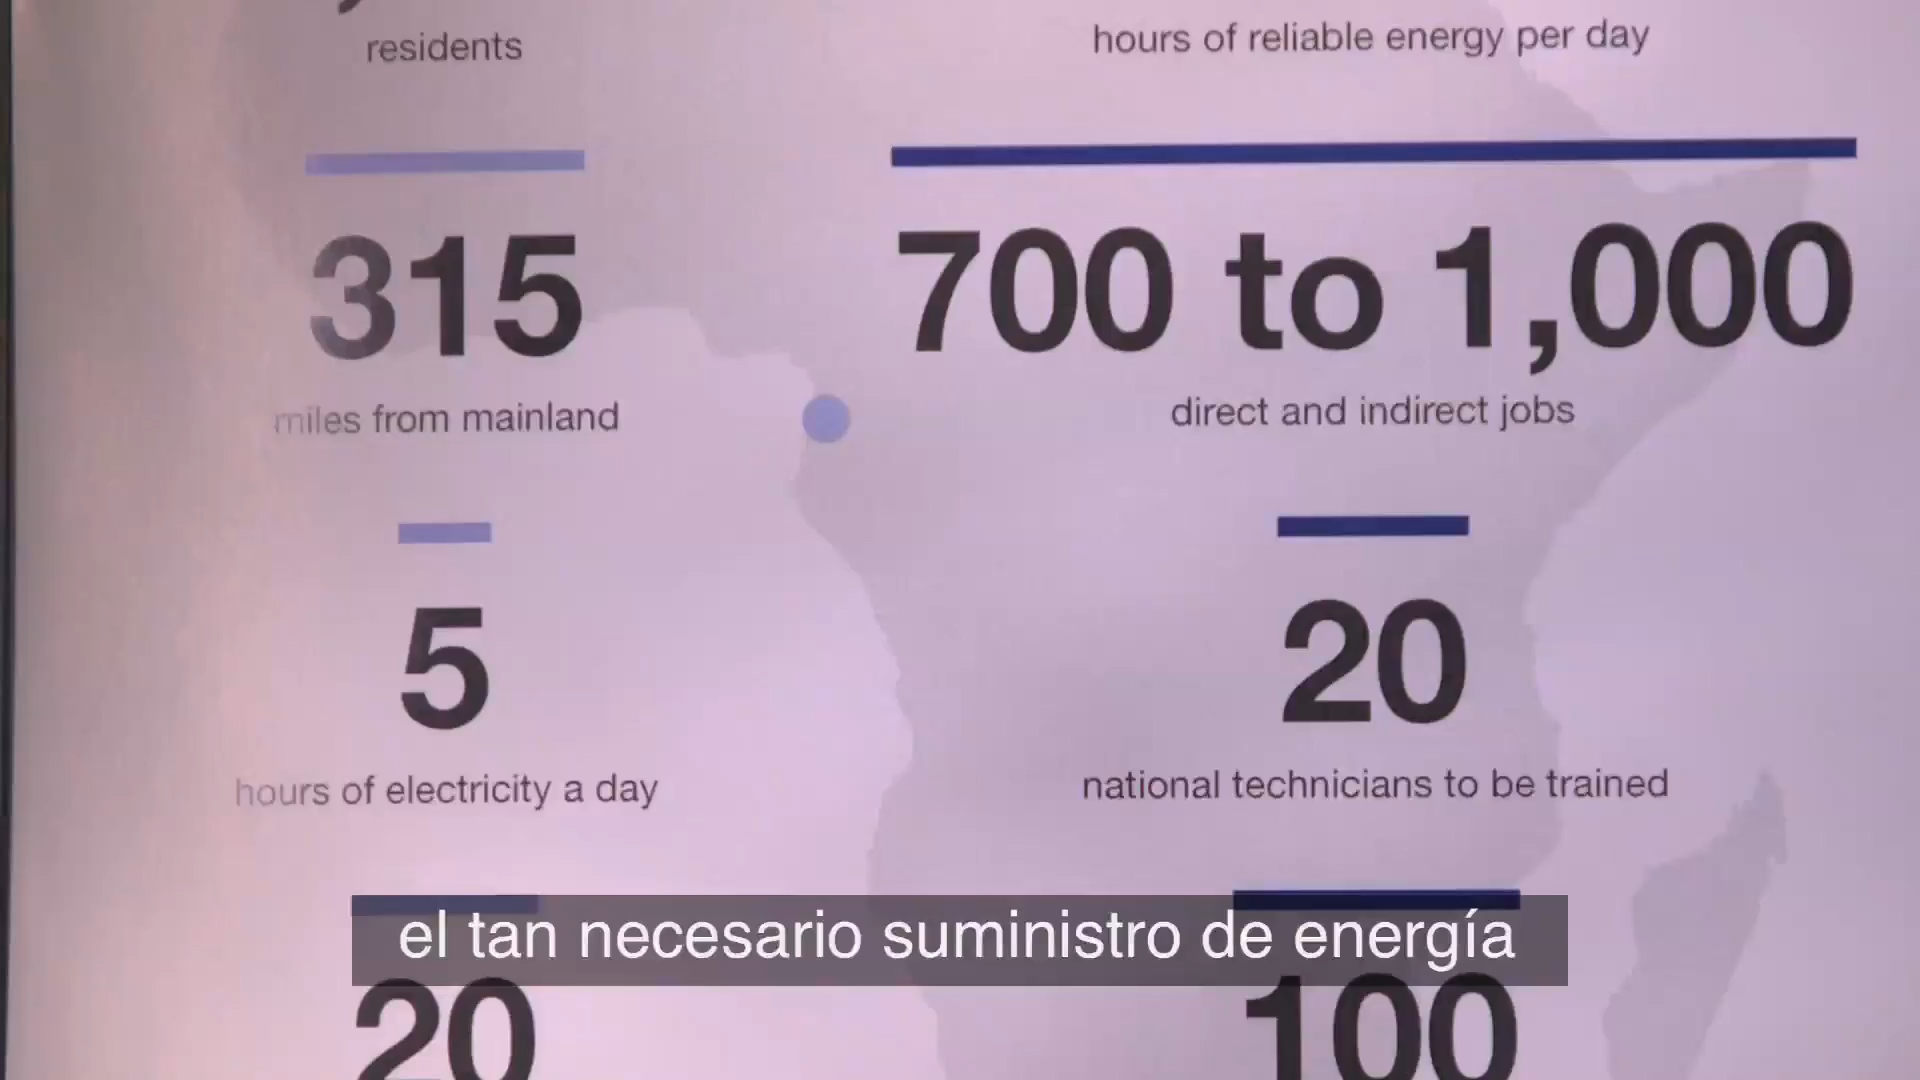 residents
315
miles from mainland
5
hours of electricity a day
20
hours of reliable energy per day
700 to 1,000
direct and indirect jobs
20
national technicians to be trained
100
el tan necesario suministro de energía